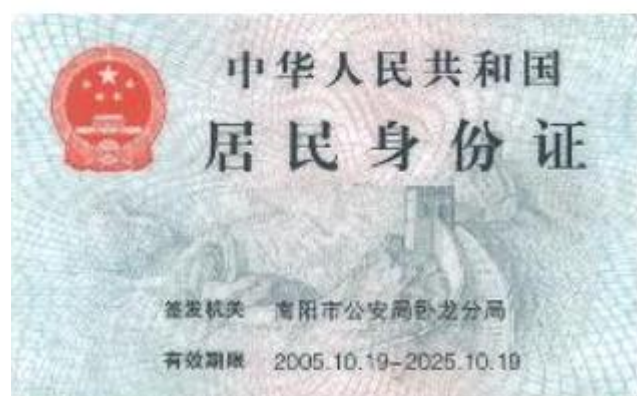 中华人民共和国
居民身份证
签发机关 南阳市公安局卧龙分局
有效期限 2005.10.19-2025.10.19